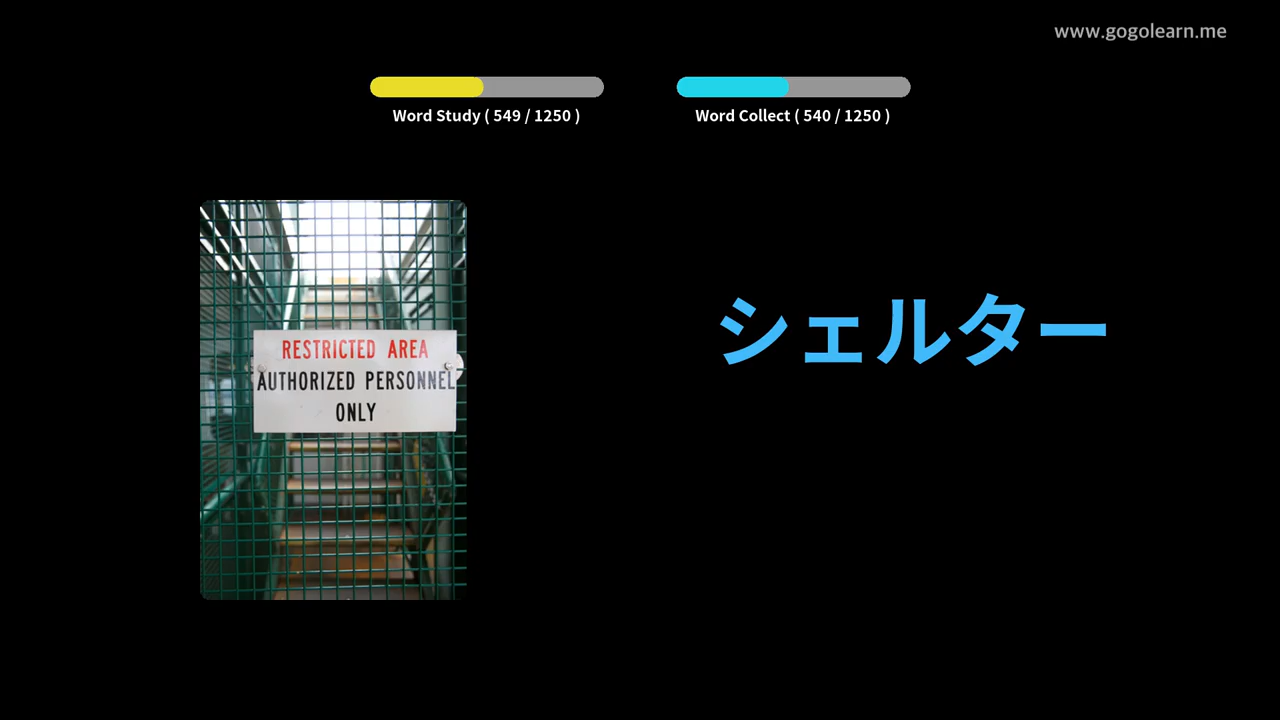 www.gogolearn.me
Word Study ( 549 / 1250 )
Word Collect ( 540 / 1250 )
RESTRICTED AREA
AUTHORIZED PERSONNEL
ONLY
シェルター